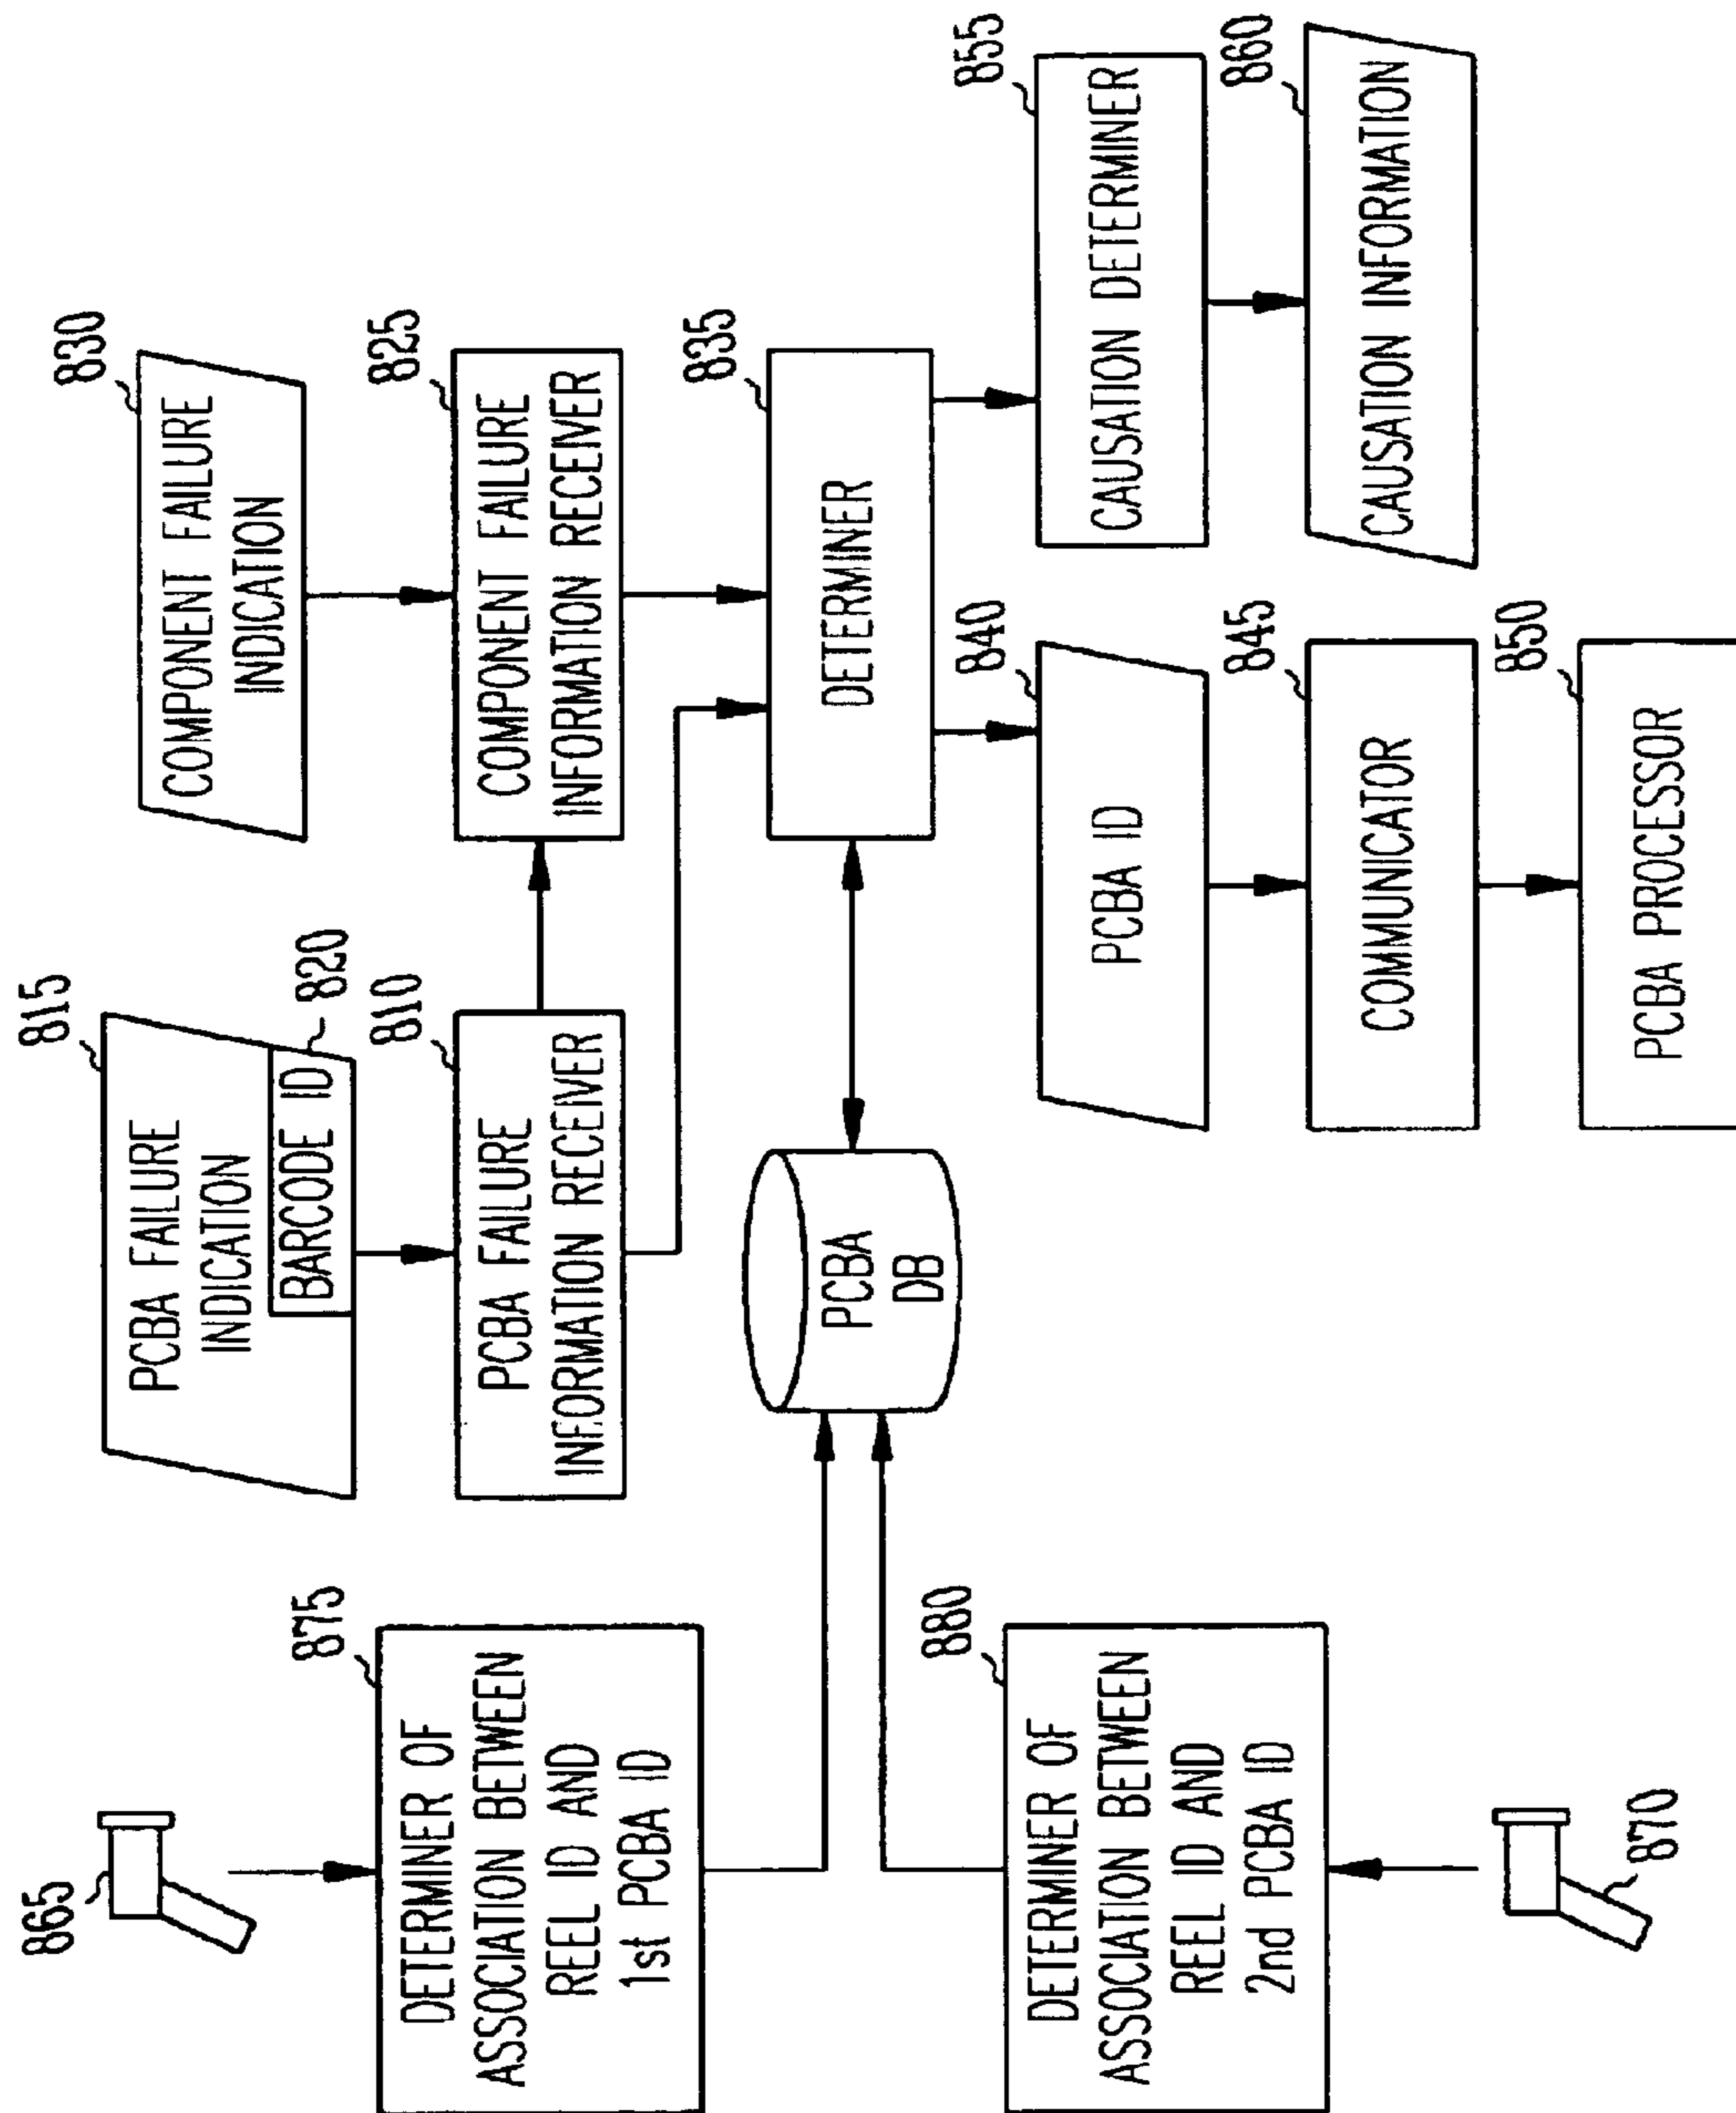 815
PCBA FAILURE
INDICATION
BARCODE ID
820
830
COMPONENT FAILURE
INDICATION
865
875
DETERMINER OF
ASSOCIATION BETWEEN
REEL ID AND
1st PCBA ID
810
PCBA FAILURE
INFORMATION RECEIVER
825
COMPONENT FAILURE
INFORMATION RECEIVER
PCBA
DB
835
DETERMINER
880
DETERMINER OF
ASSOCIATION BETWEEN
REEL ID AND
2nd PCBA ID
870
840
PCBA ID
855
CAUSATION DETERMINER
845
COMMUNICATOR
860
CAUSATION INFORMATION
850
PCBA PROCESSOR